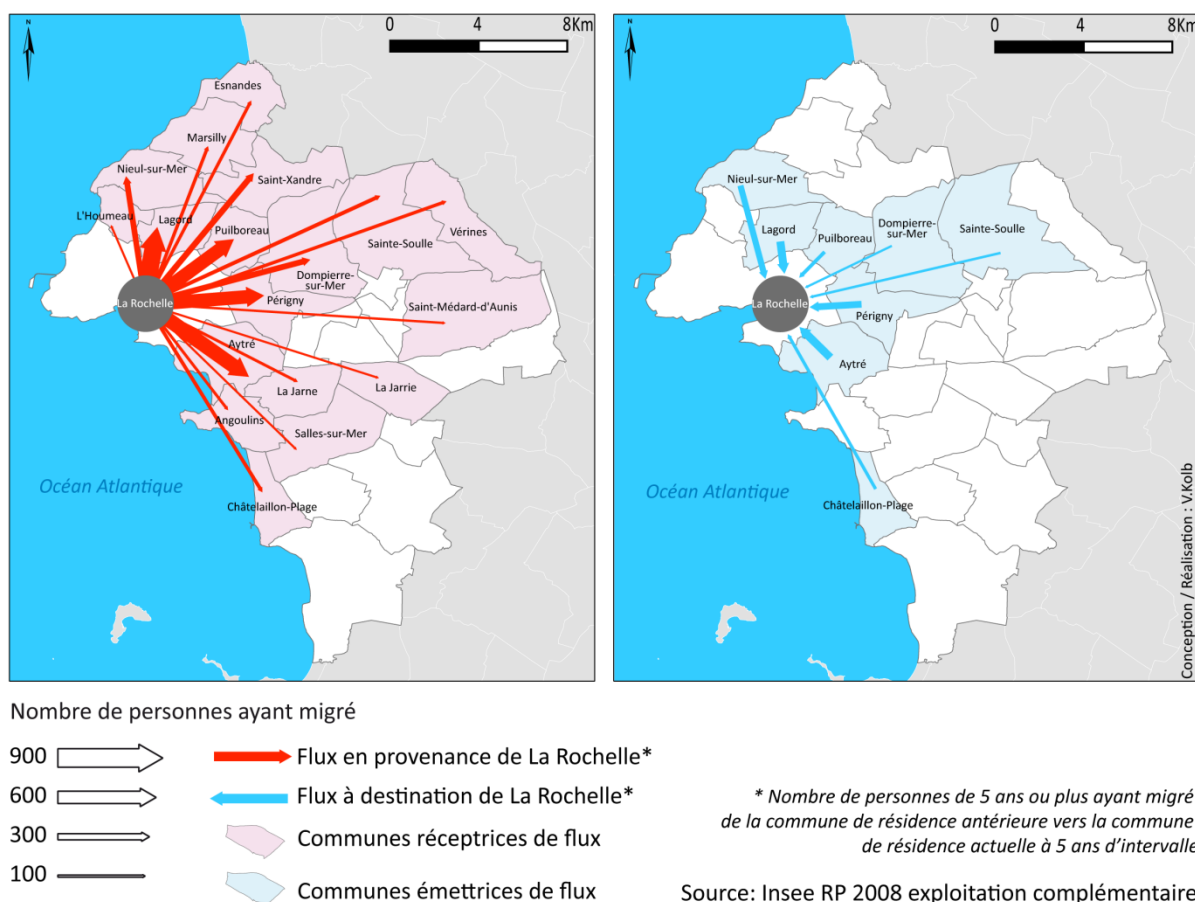 N
0 4 8Km
Esnandes
Marsilly
Nieul-sur-Mer
Saint-Xandre
L'Houmeau
Lagord
Puilboreau
Sainte-Soulle
Vérines
Dompierre-
sur-Mer
La Rochelle
Périgny
Saint-Médard-d'Aunis
Aytré
La Jarne
La Jarrie
Angoulins
Salles-sur-Mer
Océan Atlantique
Châtelaillon-Plage
N
0 4 8Km
Nieul-sur-Mer
Lagord
Puilboreau
Dompierre-
sur-Mer
Sainte-Soulle
La Rochelle
Périgny
Aytré
Océan Atlantique
Châtelaillon-Plage
Conception / Réalisation : V.Kolb
Nombre de personnes ayant migré
900
600
300
100
Flux en provenance de La Rochelle*
Flux à destination de La Rochelle*
Communes réceptrices de flux
Communes émettrices de flux
* Nombre de personnes de 5 ans ou plus ayant migré
de la commune de résidence antérieure vers la commune
de résidence actuelle à 5 ans d'intervalle
Source: Insee RP 2008 exploitation complémentaire